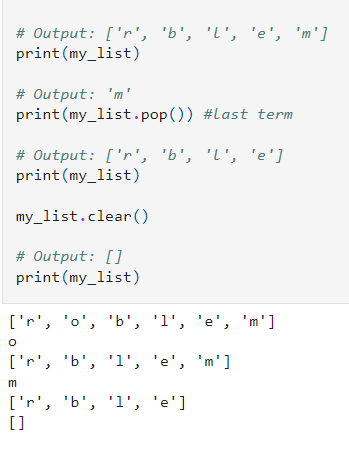 # Output: ['r', 'b', 'l', 'e', 'm']
print(my_list)
# Output: 'm'
print(my_list.pop()) #last term
# Output: ['r', 'b', 'l', 'e']
print(my_list)
my_list.clear()
# Output: []
print(my_list)
['r', 'o', 'b', 'l', 'e', 'm']
o
['r', 'b', 'l', 'e', 'm']
m
['r', 'b', 'l', 'e']
[]